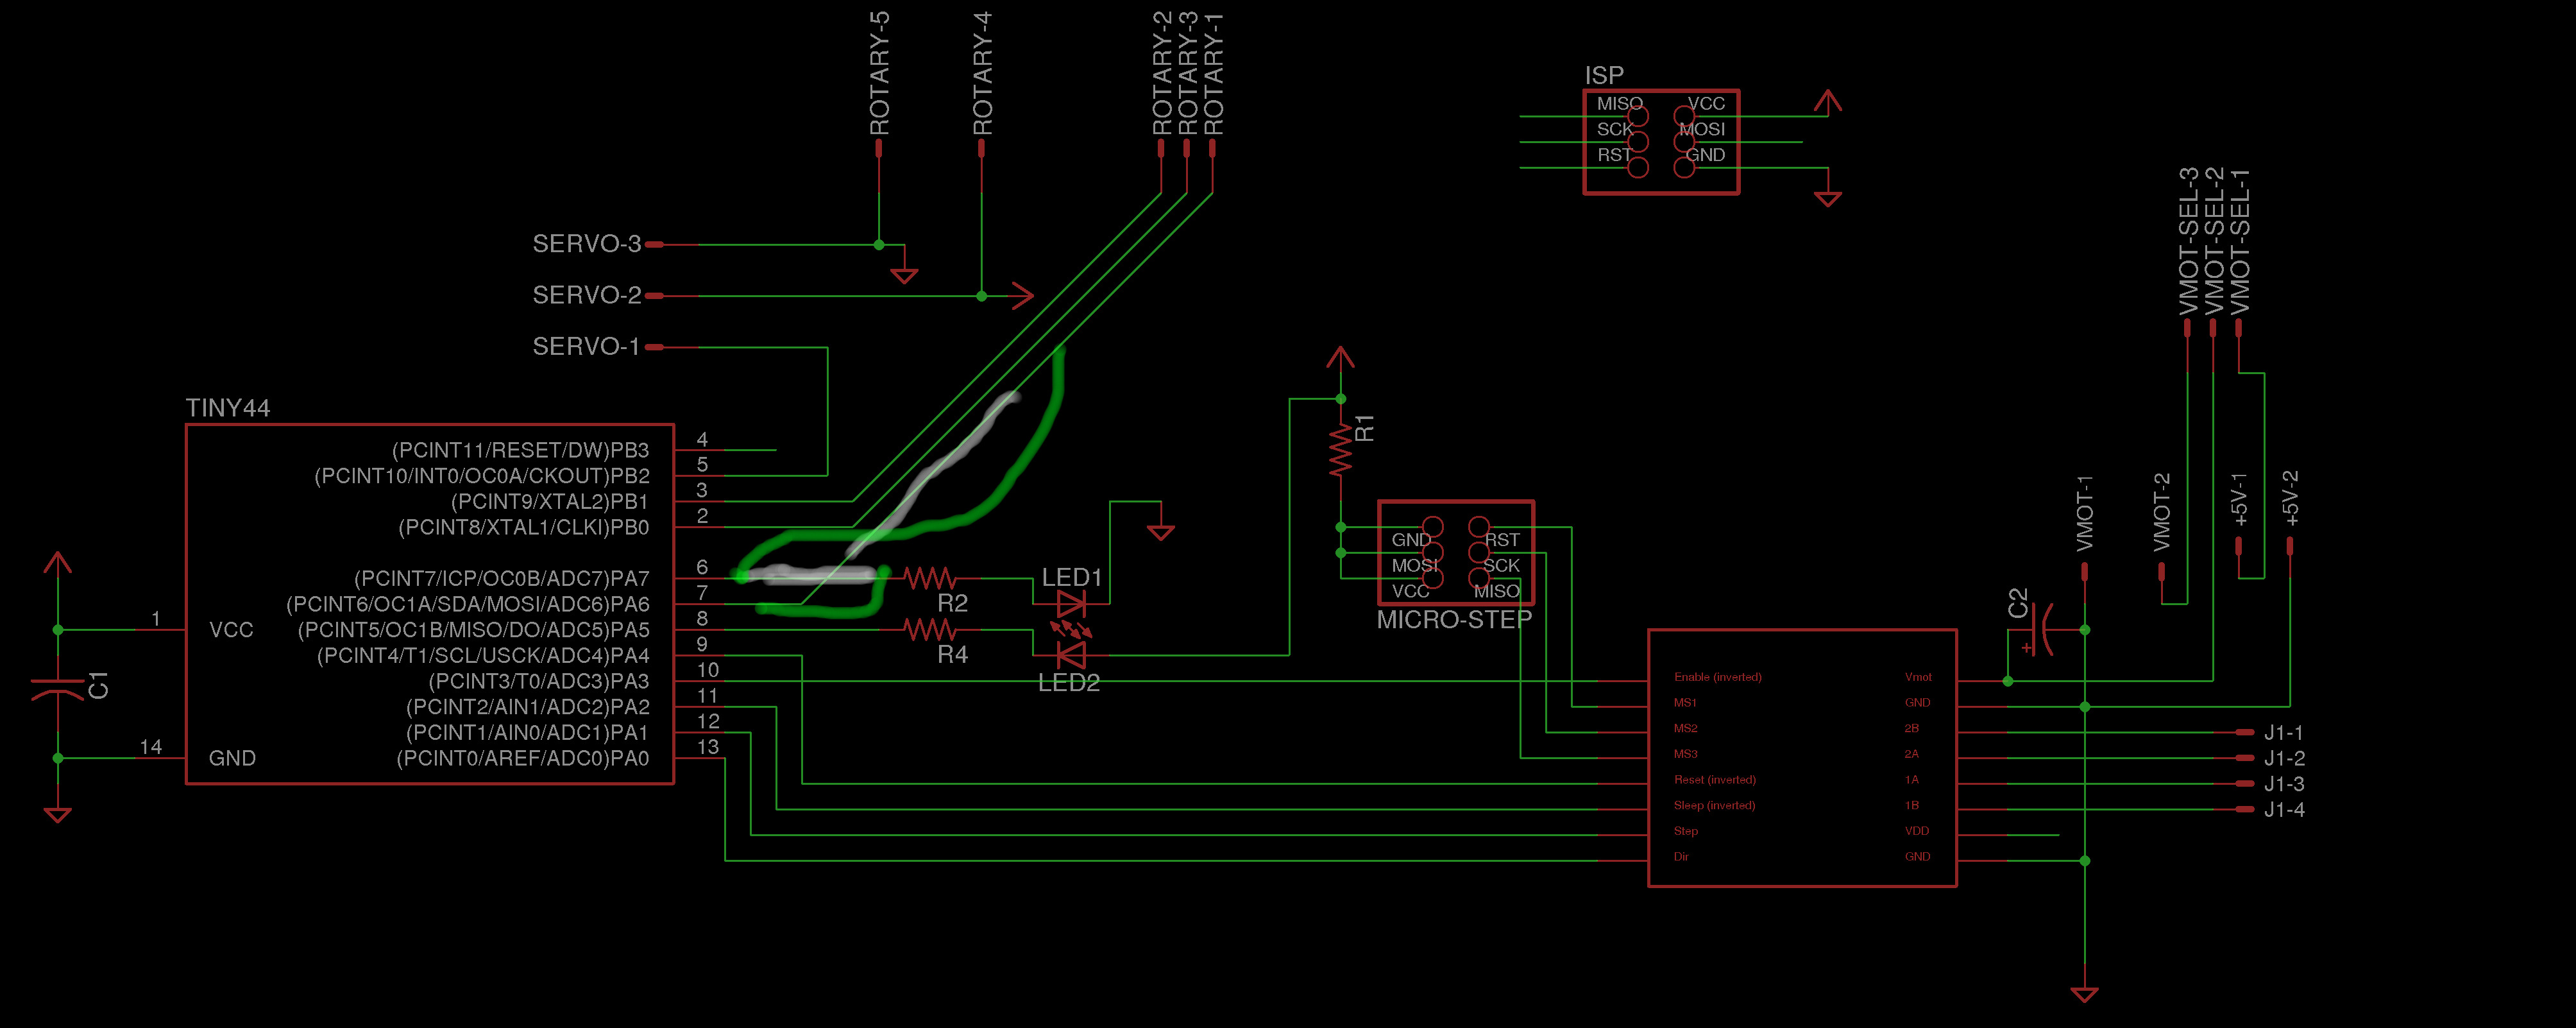 ROTARY-5
ROTARY-4
ROTARY-2
ROTARY-3
ROTARY-1
ISP
MISO VCC
SCK MOSI
RST GND
VMOT-SEL-3
VMOT-SEL-2
VMOT-SEL-1
SERVO-3
SERVO-2
SERVO-1
TINY44
(PCINT11/RESET/DW)PB3 4
(PCINT10/INT0/OC0A/CKOUT)PB2 5
(PCINT9/XTAL2)PB1 3
(PCINT8/XTAL1/CLKI)PB0 2
(PCINT7/ICP/OC0B/ADC7)PA7 6
(PCINT6/OC1A/SDA/MOSI/ADC6)PA6 7
1 VCC (PCINT5/OC1B/MISO/DO/ADC5)PA5 8
(PCINT4/T1/SCL/USCK/ADC4)PA4 9
(PCINT3/T0/ADC3)PA3 10
(PCINT2/AIN1/ADC2)PA2 11
(PCINT1/AIN0/ADC1)PA1 12
14 GND (PCINT0/AREF/ADC0)PA0 13
C1
R2
LED1
R4
LED2
R1
GND RST
MOSI SCK
VCC MISO
MICRO-STEP
VMOT-1
VMOT-2
+5V-1
+5V-2
C2
+
Enable (inverted) Vmot
MS1 GND
MS2 2B
MS3 2A
Reset (inverted) 1A
Sleep (inverted) 1B
Step VDD
Dir GND
J1-1
J1-2
J1-3
J1-4